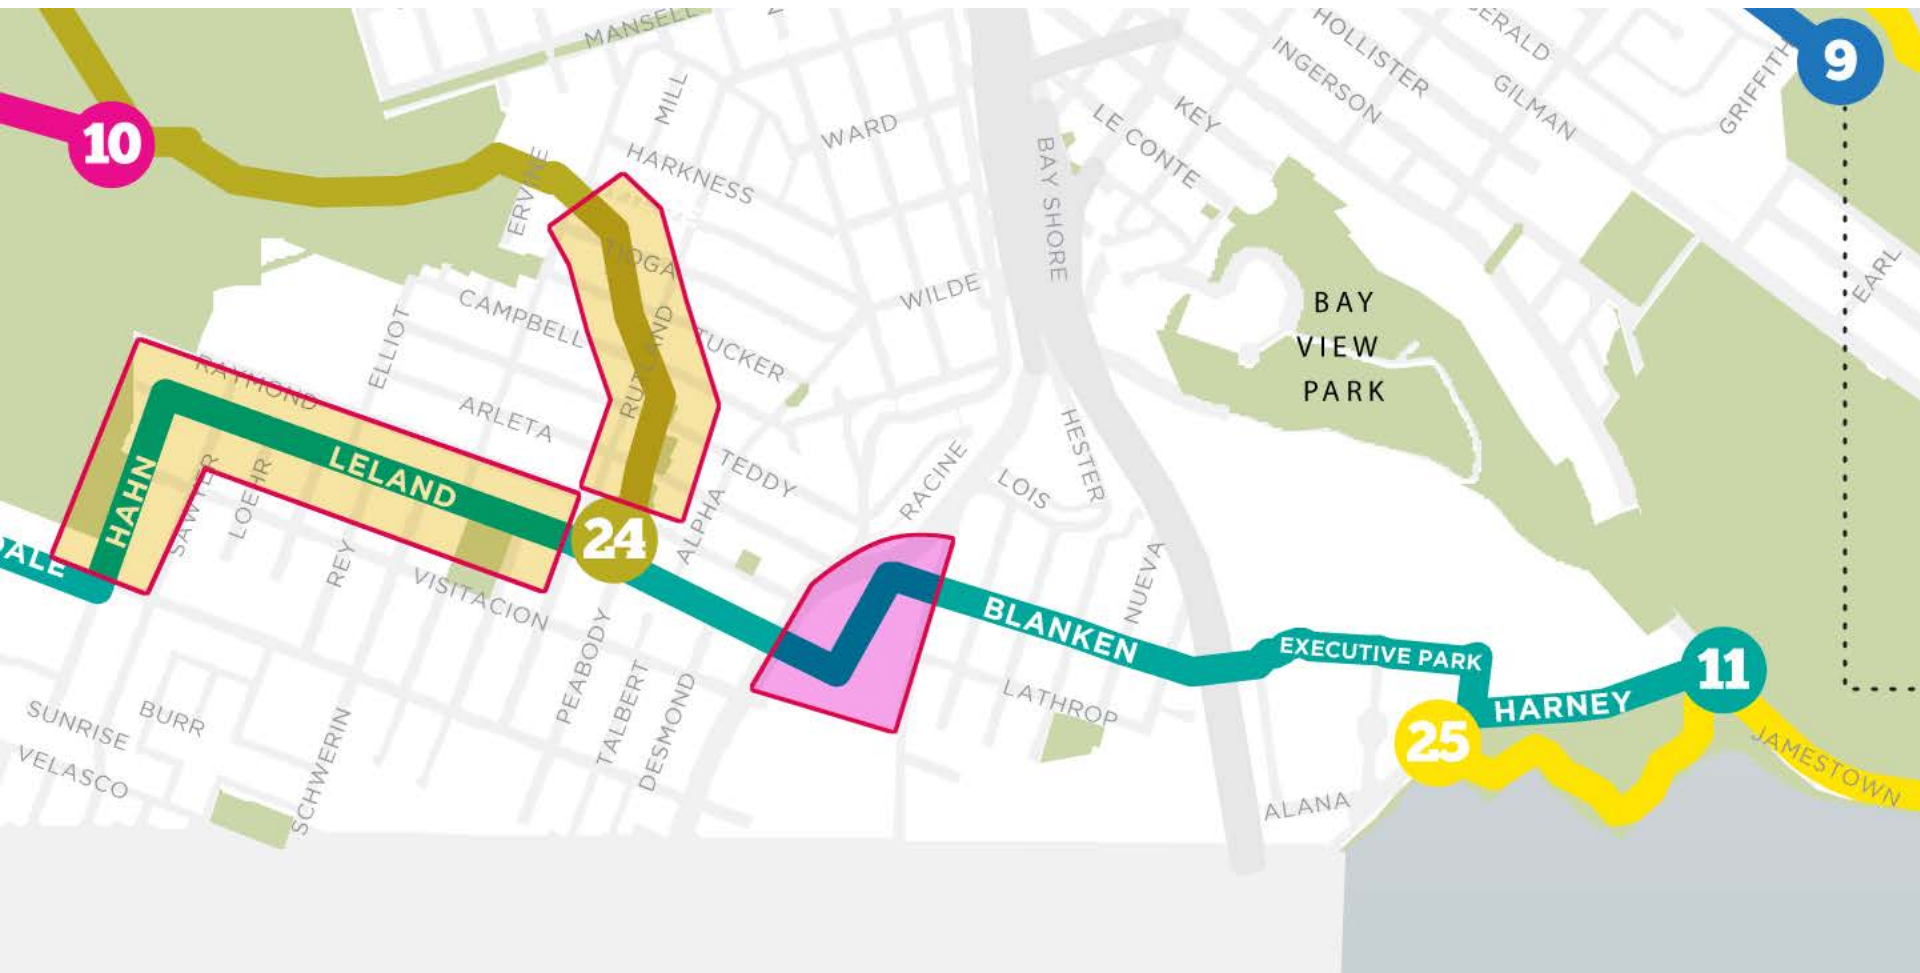 MANSELL
MILL
HARKNESS
WARD
ERVINE
10
BAY SHORE
LE CONTE
KEY
HOLLISTER
INGERSON
GILMAN
GRIFFITH
9
EARL
TIOGA
CAMPBELL
ELLIOT
RUTLAND
TUCKER
WILDE
BAY
VIEW
PARK
RAYMOND
ARLETA
LELAND
HAHN
SAWYER
LOEHR
REY
VISITACION
24
TEDDY
ALPHA
RACINE
LOIS
HESTER
NUEVA
BLANKEN
EXECUTIVE PARK
HARNEY
11
25
JAMESTOWN
LATHROP
ALANA
PEABODY
TALBERT
DESMOND
SUNRISE
BURR
VELASCO
SCHWERIN